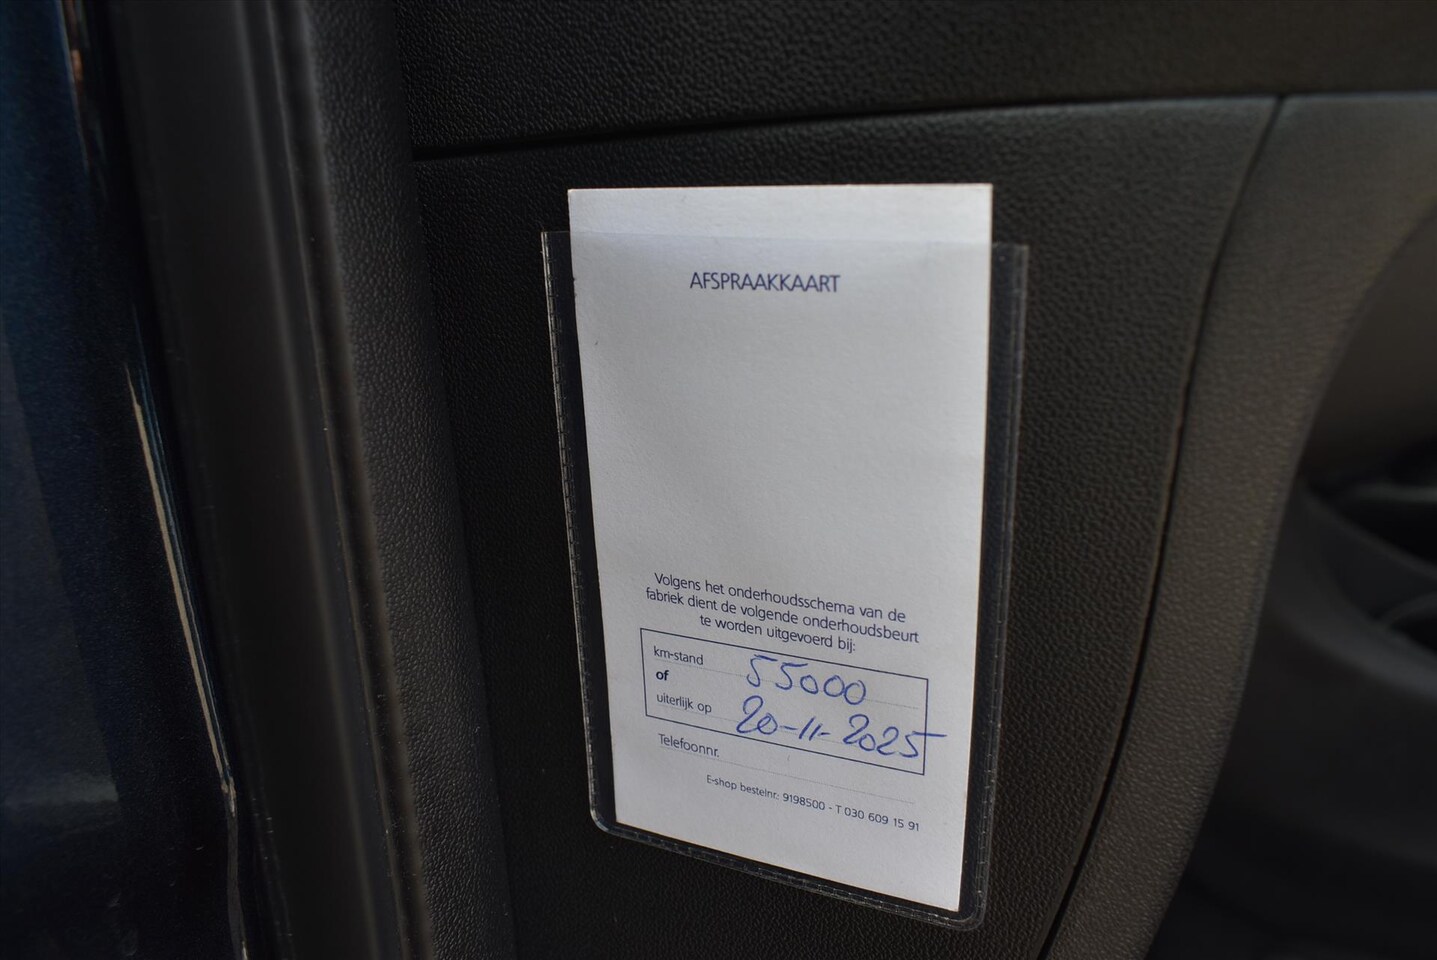 AFSPRAAKKAART
Volgens het onderhoudsschema van de
fabriek dient de volgende onderhoudsbeurt
te worden uitgevoerd bij:
km-stand 55000
of
uiterlijk op 20-11-2025
Telefoonnr.
E-shop bestelnr.: 9198500 - T 030 609 15 91